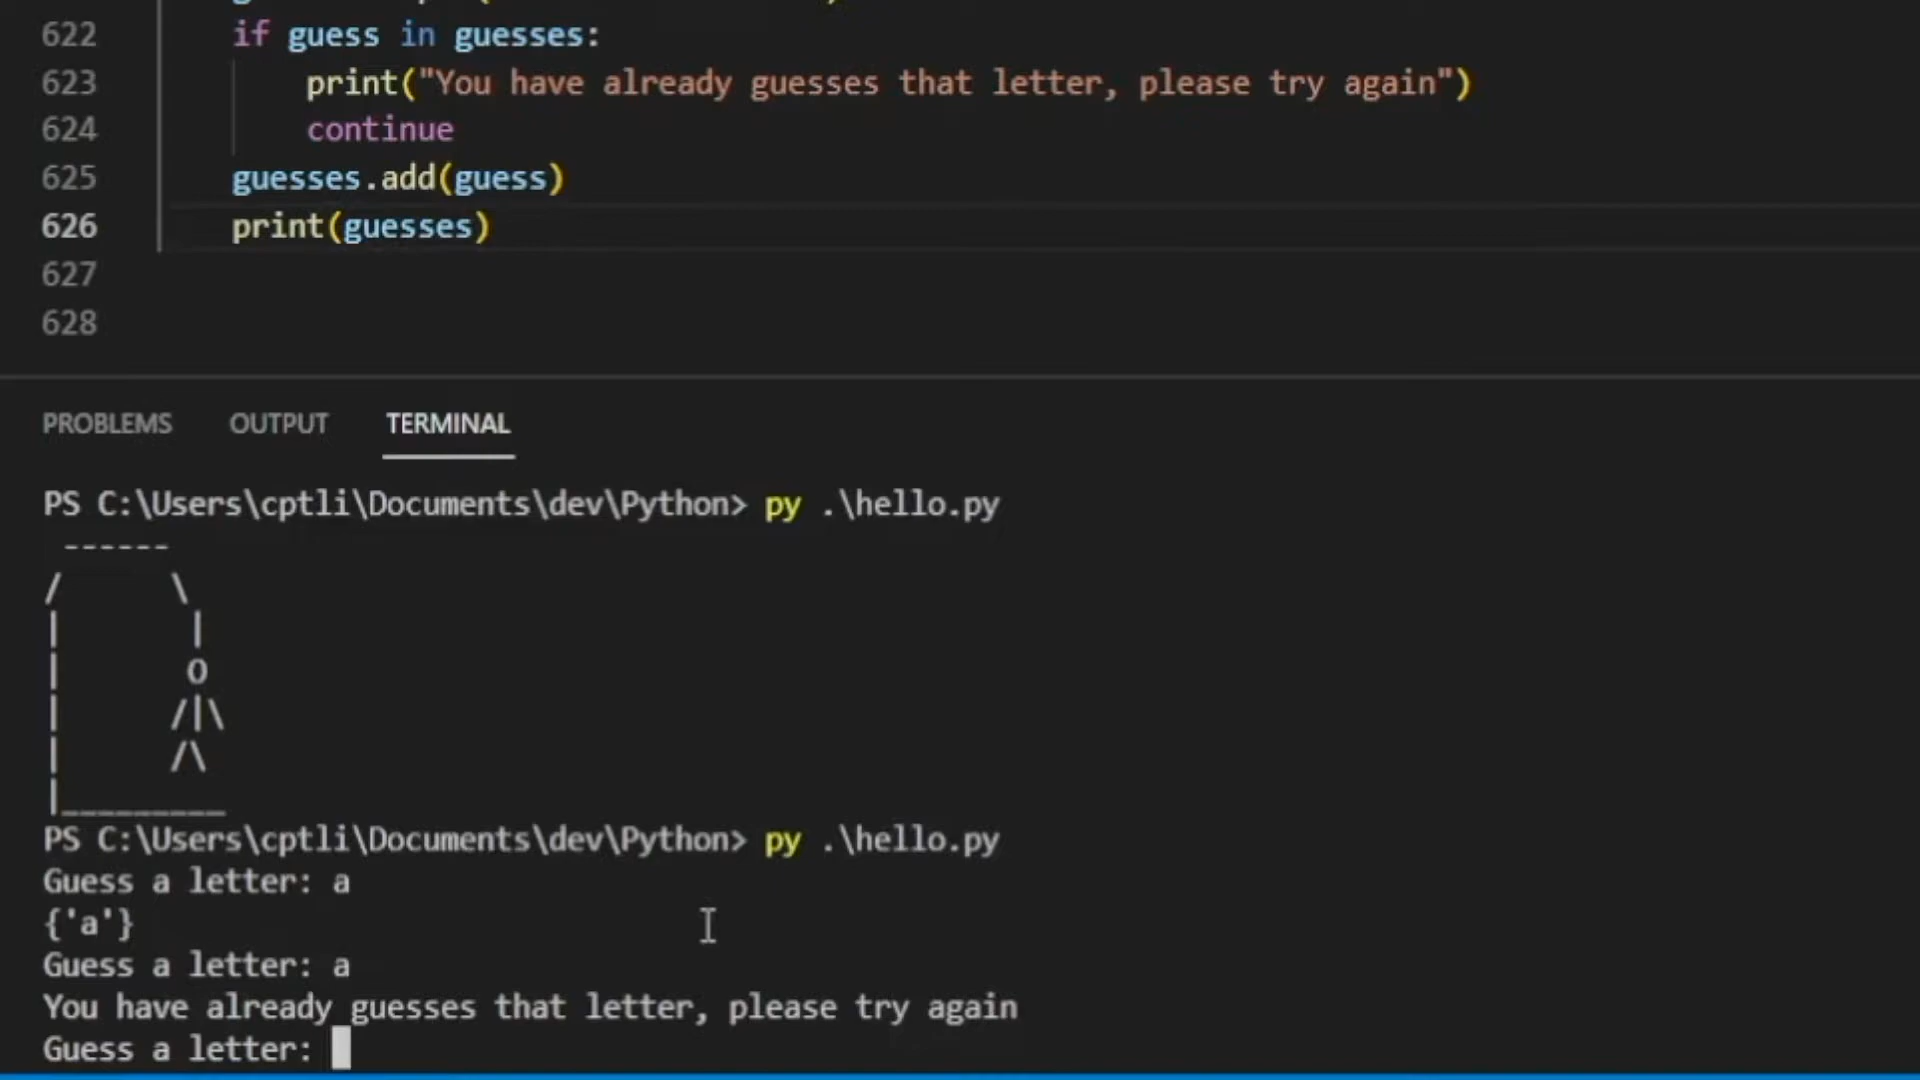 622 if guess in guesses:
623 print("You have already guesses that letter, please try again")
624 continue
625 guesses.add(guess)
626 print(guesses)
627
628
PROBLEMS OUTPUT TERMINAL
PS C:\Users\cptli\Documents\dev\Python> py .\hello.py
 ------
/      \
|       |
|       O
|      /|\
|      /\
|_________
PS C:\Users\cptli\Documents\dev\Python> py .\hello.py
Guess a letter: a
{'a'}
Guess a letter: a
You have already guesses that letter, please try again
Guess a letter: